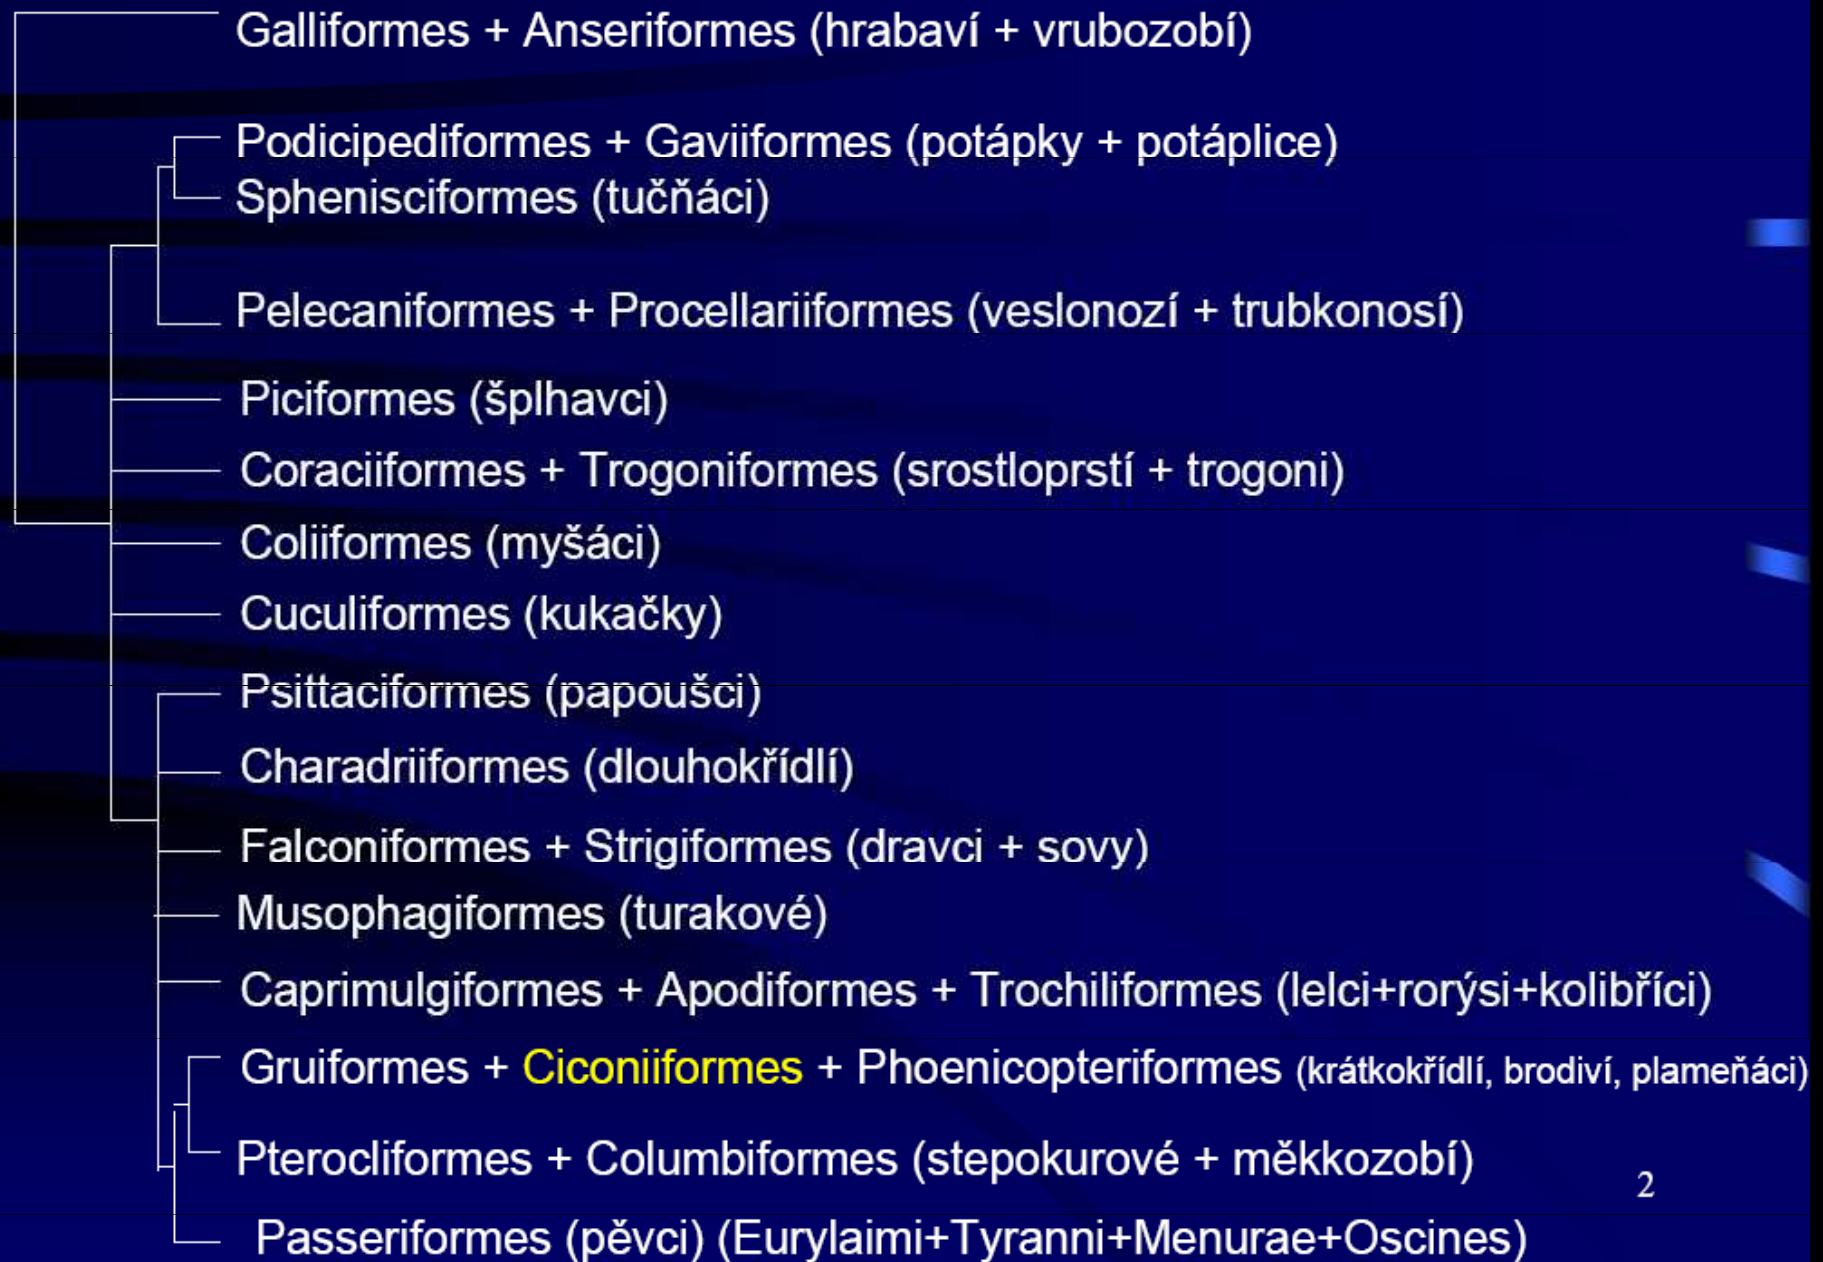 Galliformes + Anseriformes (hrabaví + vrubozobí)
Podicipediformes + Gaviiformes (potápky + potáplice)
Sphenisciformes (tučňáci)
Pelecaniformes + Procellariiformes (veslonozí + trubkonosí)
Piciformes (šplhavci)
Coraciiformes + Trogoniformes (srostloprstí + trogoni)
Coliiformes (myšáci)
Cuculiformes (kukačky)
Psittaciformes (papoušci)
Charadriiformes (dlouhokřídlí)
Falconiformes + Strigiformes (dravci + sovy)
Musophagiformes (turakové)
Caprimulgiformes + Apodiformes + Trochiliformes (lelci+rorýsi+kolibříci)
Gruiformes + Ciconiiformes + Phoenicopteriformes (krátkokřídlí, brodiví, plameňáci)
Pterocliformes + Columbiformes (stepokurové + měkkozobí)
2
Passeriformes (pěvci) (Eurylaimi+Tyranni+Menurae+Oscines)